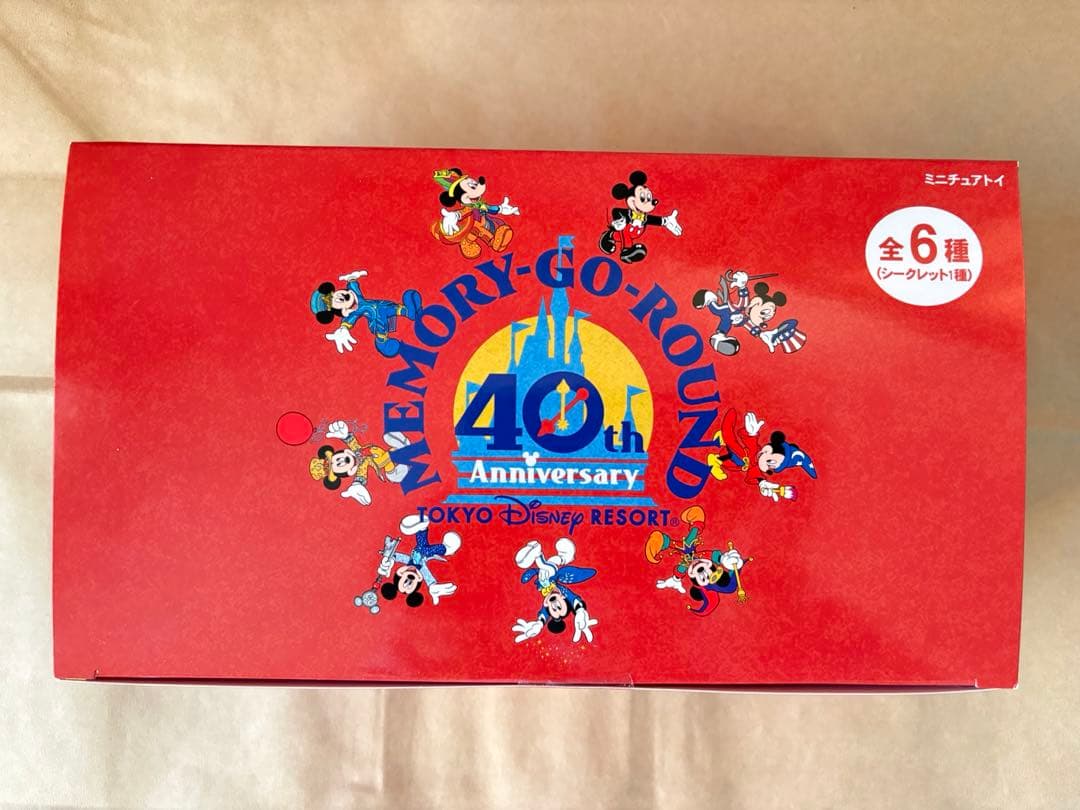 ミニチュアトイ
全6種
(シークレット1種)
MEMORY-GO-ROUND
40th
Anniversary
TOKYO Disney RESORT®